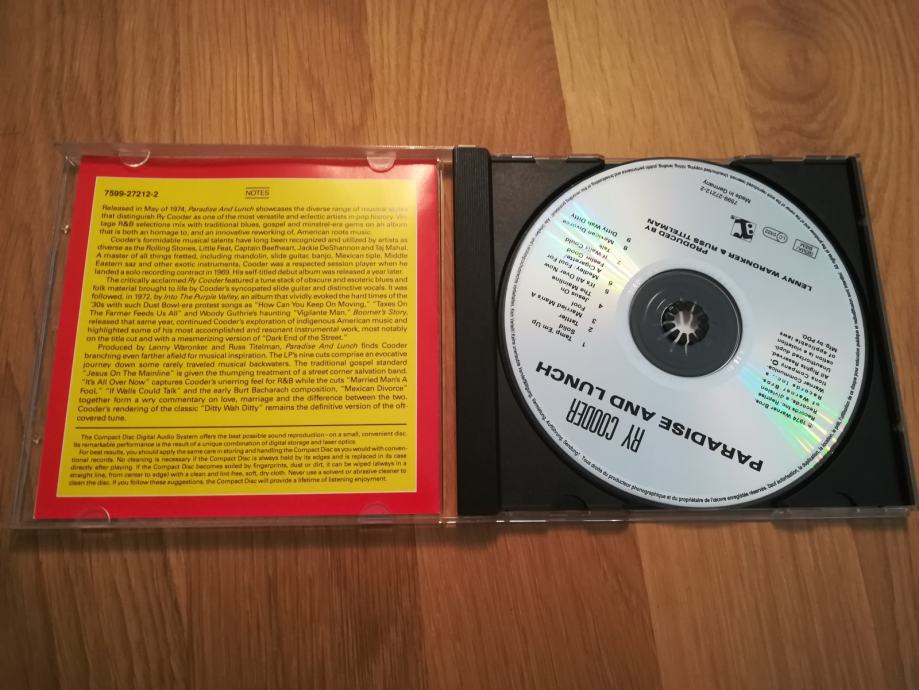 7599-27212-2
NOTES
Released in May of 1974, Paradise And Lunch showcases the diverse range of musical styles
that distinguish Ry Cooder as one of the most versatile and eclectic artists in pop history. Vin-
tage R&B selections mix with traditional blues, gospel and minstrel-era gems on an album
that is both an homage to, and an innovative reworking of, American roots music.
Cooder's formidable musical talents have long been recognized and utilized by artists as
diverse as the Rolling Stones, Little Feat, Captain Beefheart, Jackie DeShannon and Taj Mahal.
A master of all things fretted, including mandolin, slide guitar, banjo, Mexican tiple, Middle
Eastern saz and other exotic instruments, Cooder was a respected session player when he
landed a solo recording contract in 1969. His self-titled debut album was released a year later.
The critically acclaimed Ry Cooder featured a tune stack of obscure and esoteric blues and
folk material brought to life by Cooder's syncopated slide guitar and distinctive vocals. It was
followed, in 1972, by Into The Purple Valley, an album that vividly evoked the hard times of the
'30s with such Dust Bowl-era protest songs as "How Can You Keep On Moving," "Taxes On
The Farmer Feeds Us All" and Woody Guthrie's haunting "Vigilante Man." Boomer's Story,
released that same year, continued Cooder's exploration of indigenous American music and
highlighted some of his most accomplished and resonant instrumental work, most notably
on the title cut and with a mesmerizing version of "Dark End of the Street."
Produced by Lenny Waronker and Russ Titelman, Paradise And Lunch finds Cooder
branching even farther afield for musical inspiration. The LP's nine cuts comprise an evocative
journey down some rarely traveled musical backwaters. The traditional gospel standard
"Jesus On The Mainline" is given the thumping treatment of a street corner salvation band.
"It's All Over Now" captures Cooder's unerring feel for R&B while the cuts "Married Man's A
Fool," "If Walls Could Talk" and the early Burt Bacharach composition, "Mexican Divorce"
together form a wry commentary on love, marriage and the difference between the two.
Cooder's rendering of the classic "Ditty Wah Ditty" remains the definitive version of the oft-
covered tune.
The Compact Disc Digital Audio System offers the best possible sound reproduction–on a small, convenient disc.
Its remarkable performance is the result of a unique combination of digital storage and laser optics.
For best results, you should apply the same care in storing and handling the Compact Disc as you would with conven-
tional records. No cleaning is necessary if the Compact Disc is always held by its edges and is replaced in its case
directly after playing. If the Compact Disc becomes soiled by fingerprints, dust or dirt, it can be wiped (always in a
straight line, from center to edge) with a clean and lint-free, soft, dry cloth. Never use a solvent or abrasive cleaner to
clean the disc. If you follow these suggestions, the Compact Disc will provide a lifetime of listening enjoyment.
RY COODER
PARADISE AND LUNCH
1 Tamp 'Em Up
Solid
2 Tattler
3 Married Man's A
Fool
4 Jesus On
The Mainline
5 It's All Over Now
6 Medley: Fool For
A Cigarette/
Feelin' Good
7 If Walls Could
Talk
8 Mexican Divorce
9 Ditty Wah Ditty
PRODUCED BY
LENNY WARONKER & RUSS TITELMAN
7599-27212-2
Made in Germany
℗ 1974 Warner Bros.
Records Inc.
Mfg by PDO